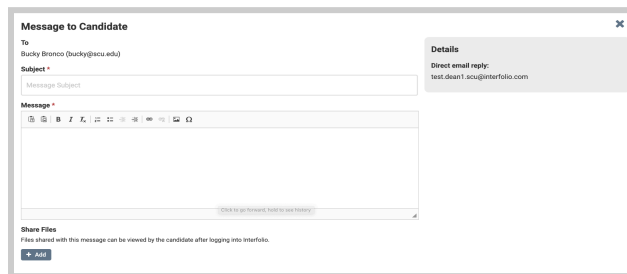 Message to Candidate
To
Bucky Bronco (bucky@scu.edu)
Subject *
Message Subject
Message *
B I Tx Ω
Click to go forward, hold to see history
Share Files
Files shared with this message can be viewed by the candidate after logging into Interfolio.
+ Add
Details
Direct email reply:
test.dean1.scu@interfolio.com